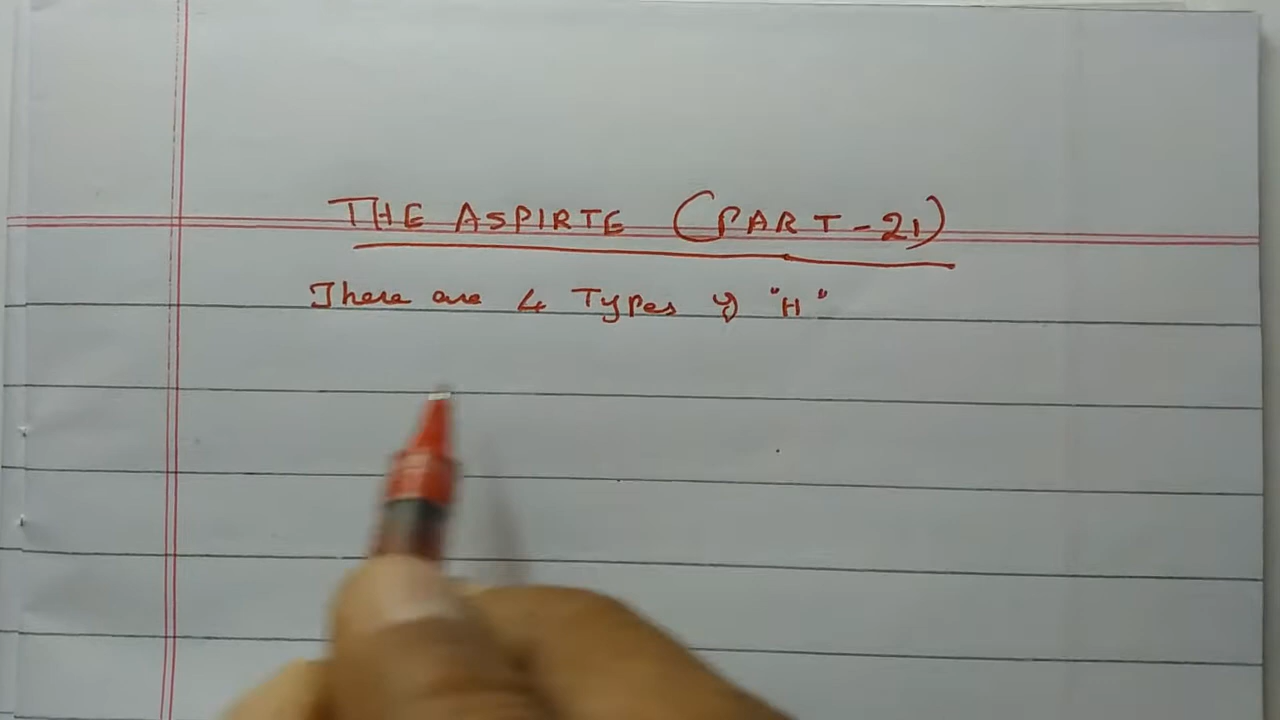 THE ASPIRTE (PART-21)
There are 4 Types of "H"